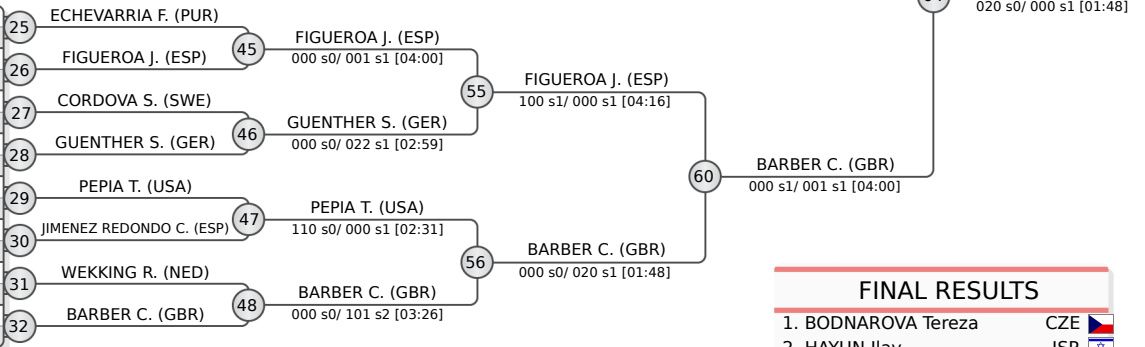 020 s0/ 000 s1 [01:48]
ECHEVARRIA F. (PUR)
25
FIGUEROA J. (ESP)
45
000 s0/ 001 s1 [04:00]
FIGUEROA J. (ESP)
26
FIGUEROA J. (ESP)
55
100 s1/ 000 s1 [04:16]
CORDOVA S. (SWE)
27
GUENTHER S. (GER)
46
000 s0/ 022 s1 [02:59]
GUENTHER S. (GER)
28
BARBER C. (GBR)
60
000 s1/ 001 s1 [04:00]
PEPIA T. (USA)
29
PEPIA T. (USA)
47
110 s0/ 000 s1 [02:31]
JIMENEZ REDONDO C. (ESP)
30
BARBER C. (GBR)
56
000 s0/ 020 s1 [01:48]
WEKKING R. (NED)
31
BARBER C. (GBR)
48
000 s0/ 101 s2 [03:26]
BARBER C. (GBR)
32
FINAL RESULTS
1. BODNAROVA Tereza CZE